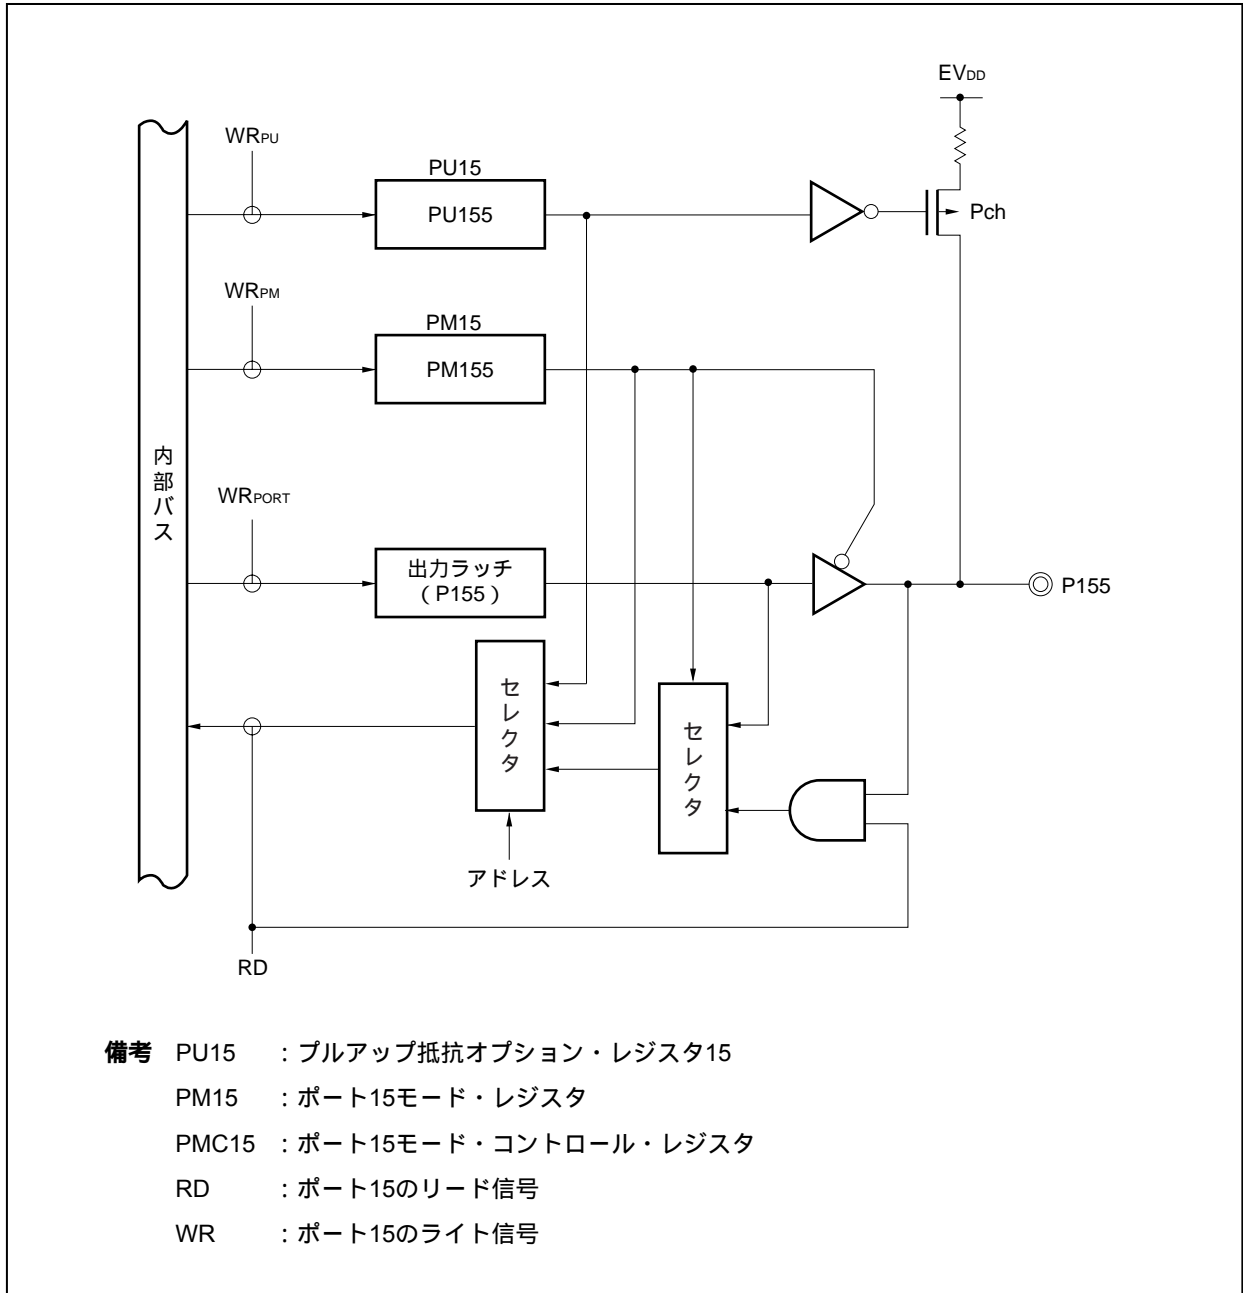 EVDD
WRPU
PU15
PU155
Pch
WRPM
PM15
PM155
内部バス
WRPORT
出力ラッチ
（P155）
P155
セレクタ
セレクタ
アドレス
RD
備考 PU15 ：プルアップ抵抗オプション・レジスタ15
PM15 ：ポート15モード・レジスタ
PMC15 ：ポート15モード・コントロール・レジスタ
RD ：ポート15のリード信号
WR ：ポート15のライト信号